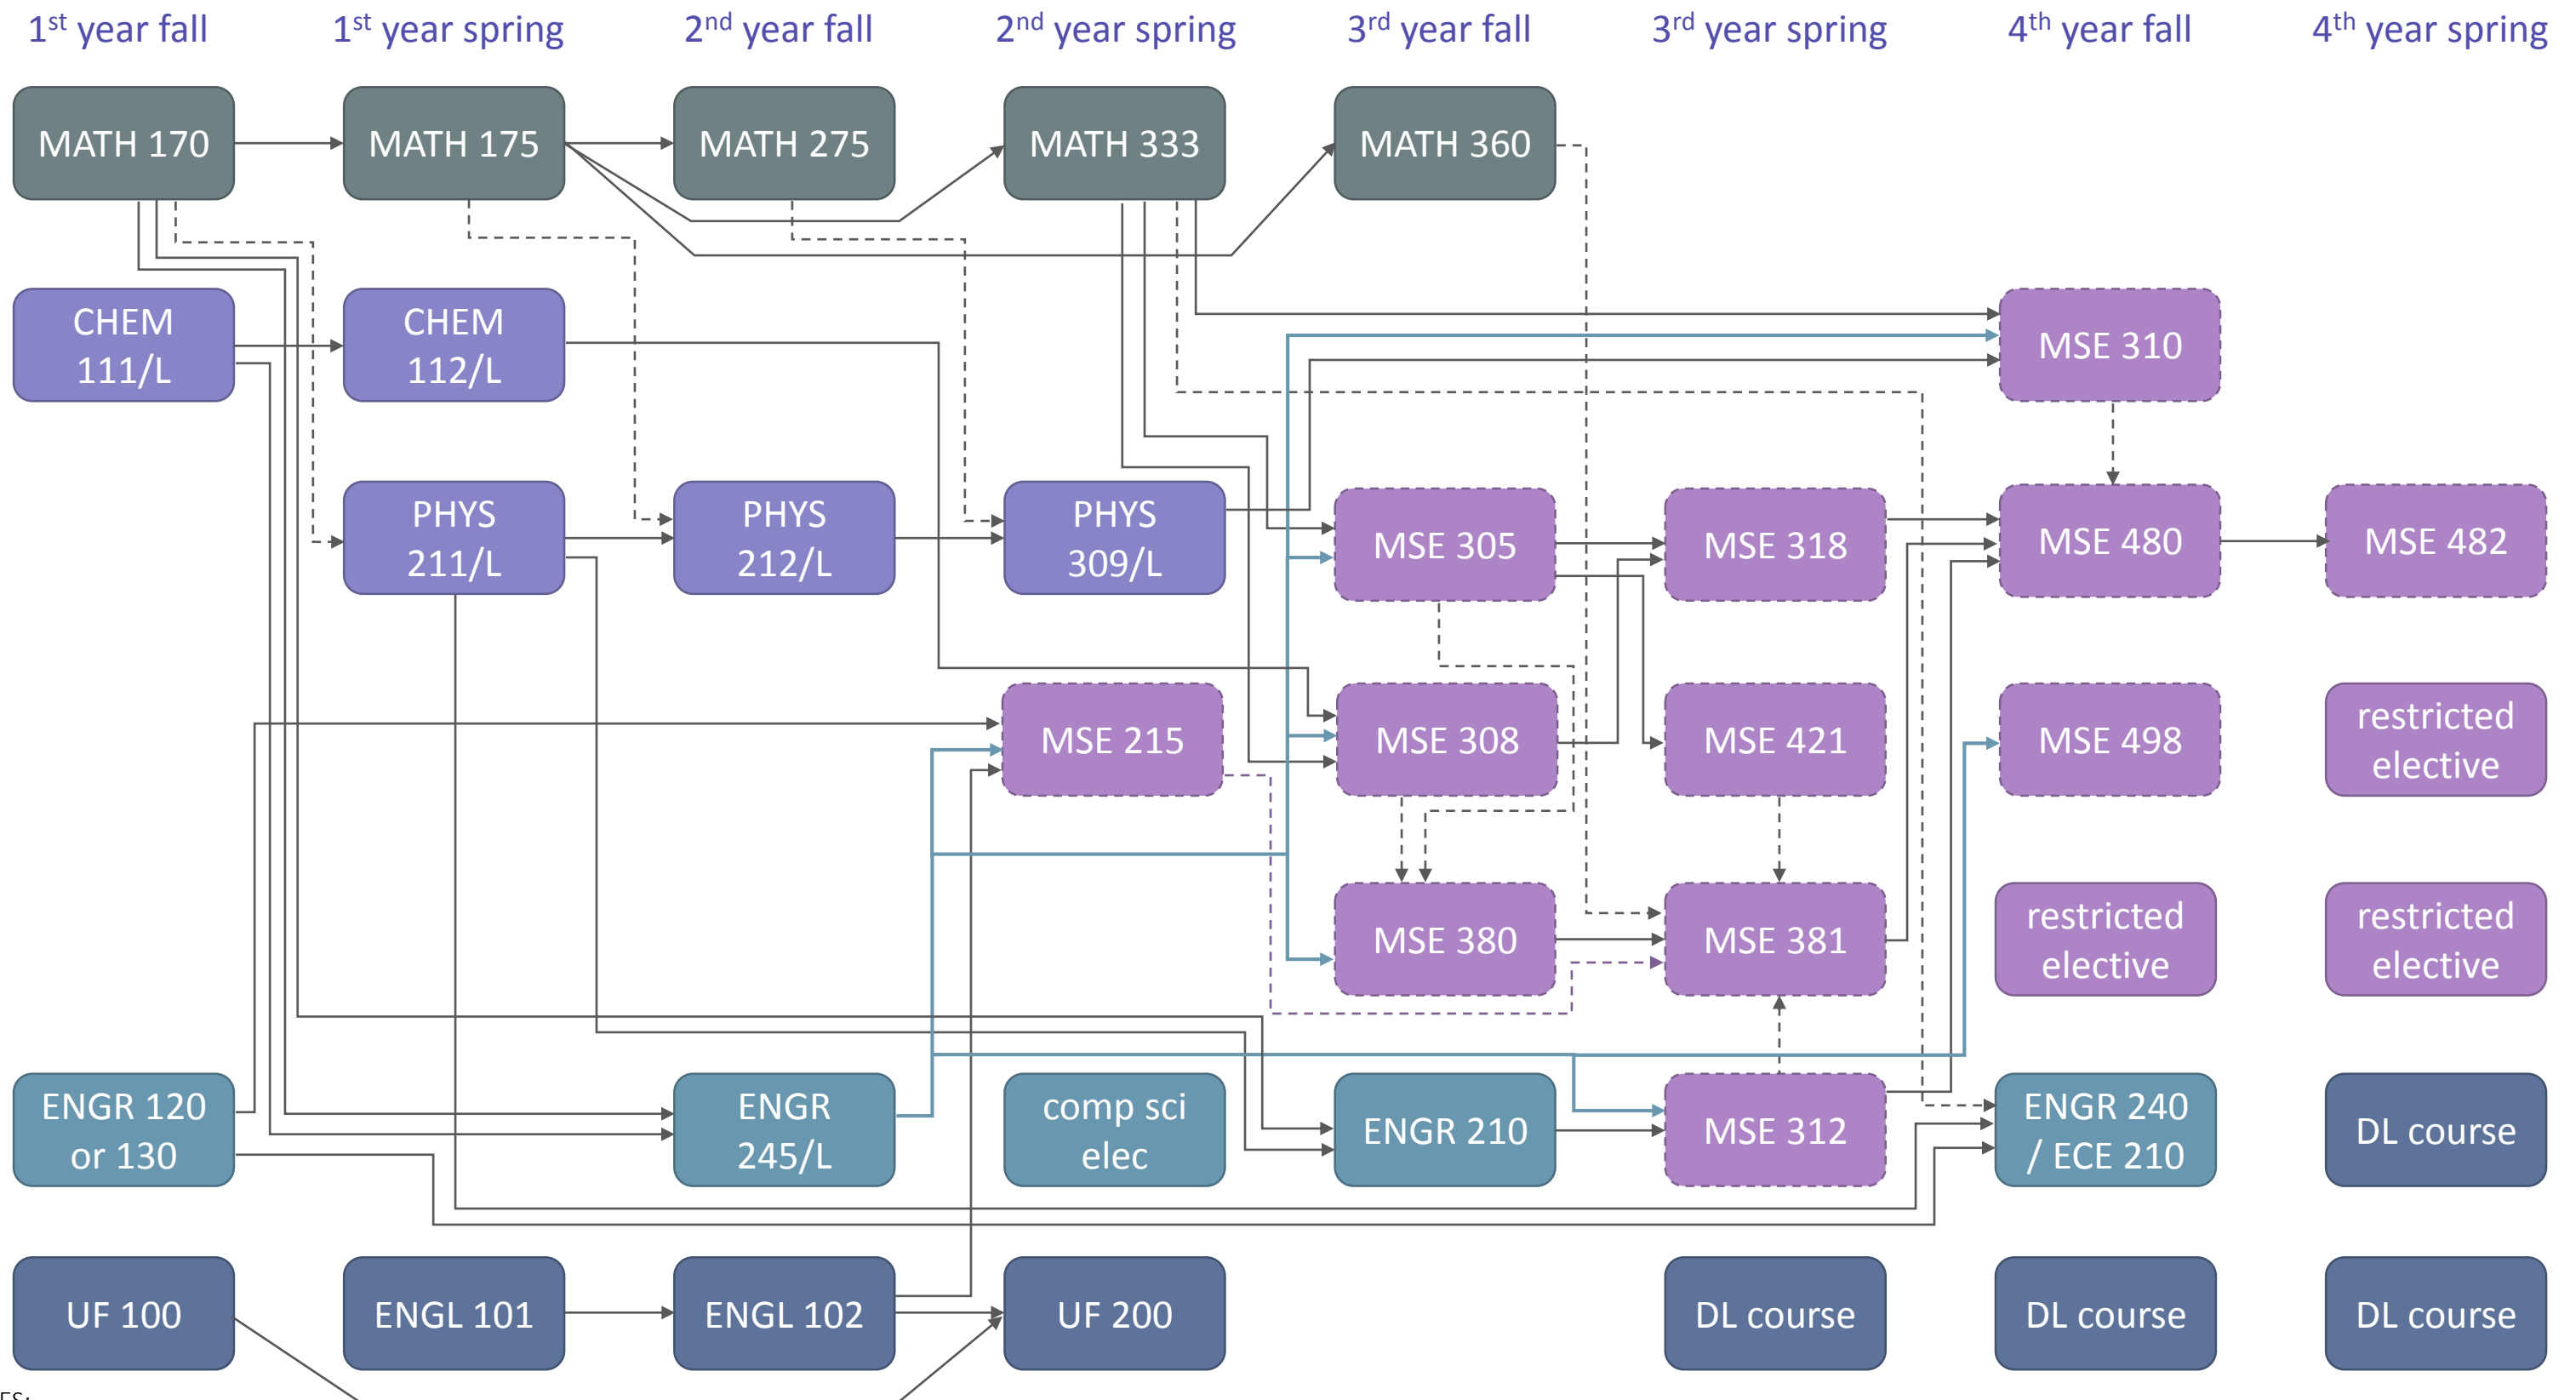 1st year fall
1st year spring
2nd year fall
2nd year spring
3rd year fall
3rd year spring
4th year fall
4th year spring
MATH 170
MATH 175
MATH 275
MATH 333
MATH 360
CHEM
111/L
CHEM
112/L
MSE 310
PHYS
211/L
PHYS
212/L
PHYS
309/L
MSE 305
MSE 318
MSE 480
MSE 482
MSE 215
MSE 308
MSE 421
MSE 498
restricted
elective
MSE 380
MSE 381
restricted
elective
restricted
elective
ENGR 120
or 130
ENGR
245/L
comp sci
elec
ENGR 210
MSE 312
ENGR 240
/ ECE 210
DL course
UF 100
ENGL 101
ENGL 102
UF 200
DL course
DL course
DL course